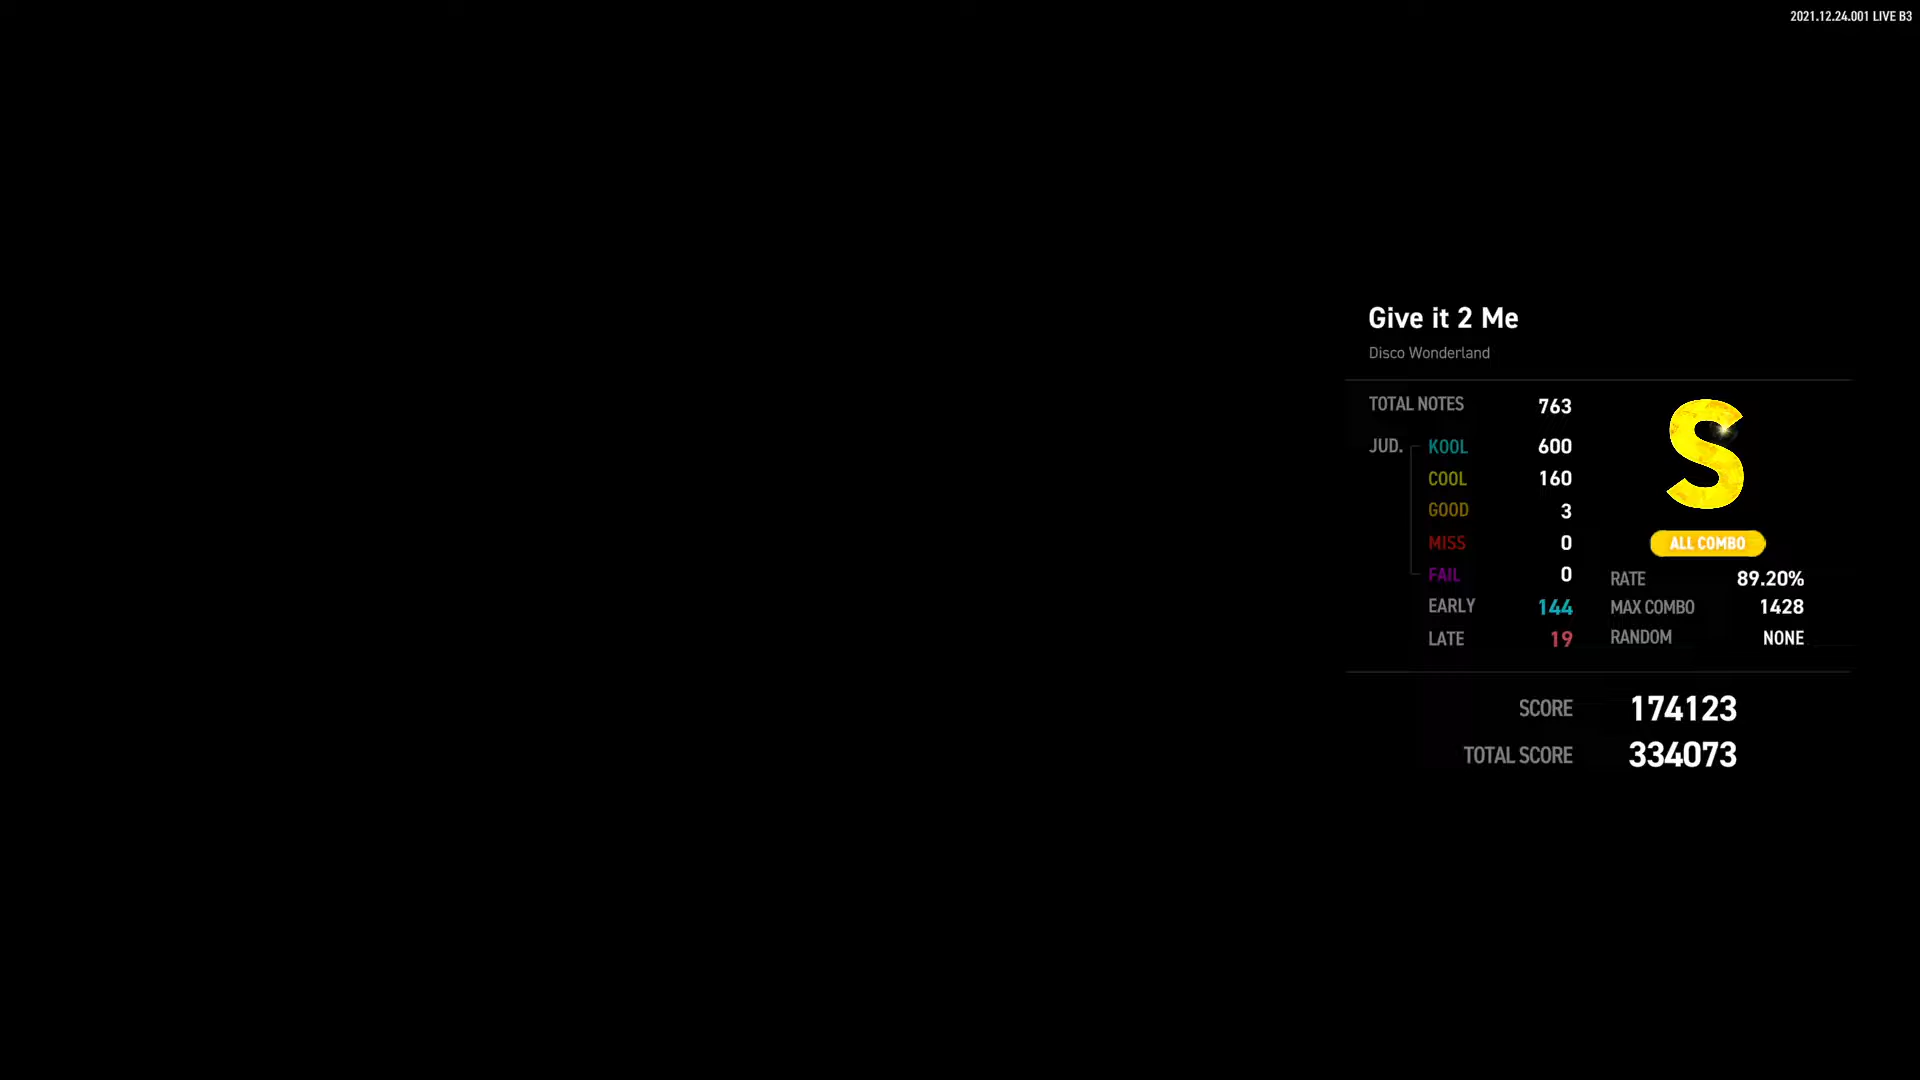 2021.12.24.001 LIVE B3
Give it 2 Me
Disco Wonderland
TOTAL NOTES 763
JUD. KOOL 600
COOL 160
GOOD 3
MISS 0
FAIL 0
EARLY 144
LATE 19
S
ALL COMBO
RATE 89.20%
MAX COMBO 1428
RANDOM NONE
SCORE 174123
TOTAL SCORE 334073